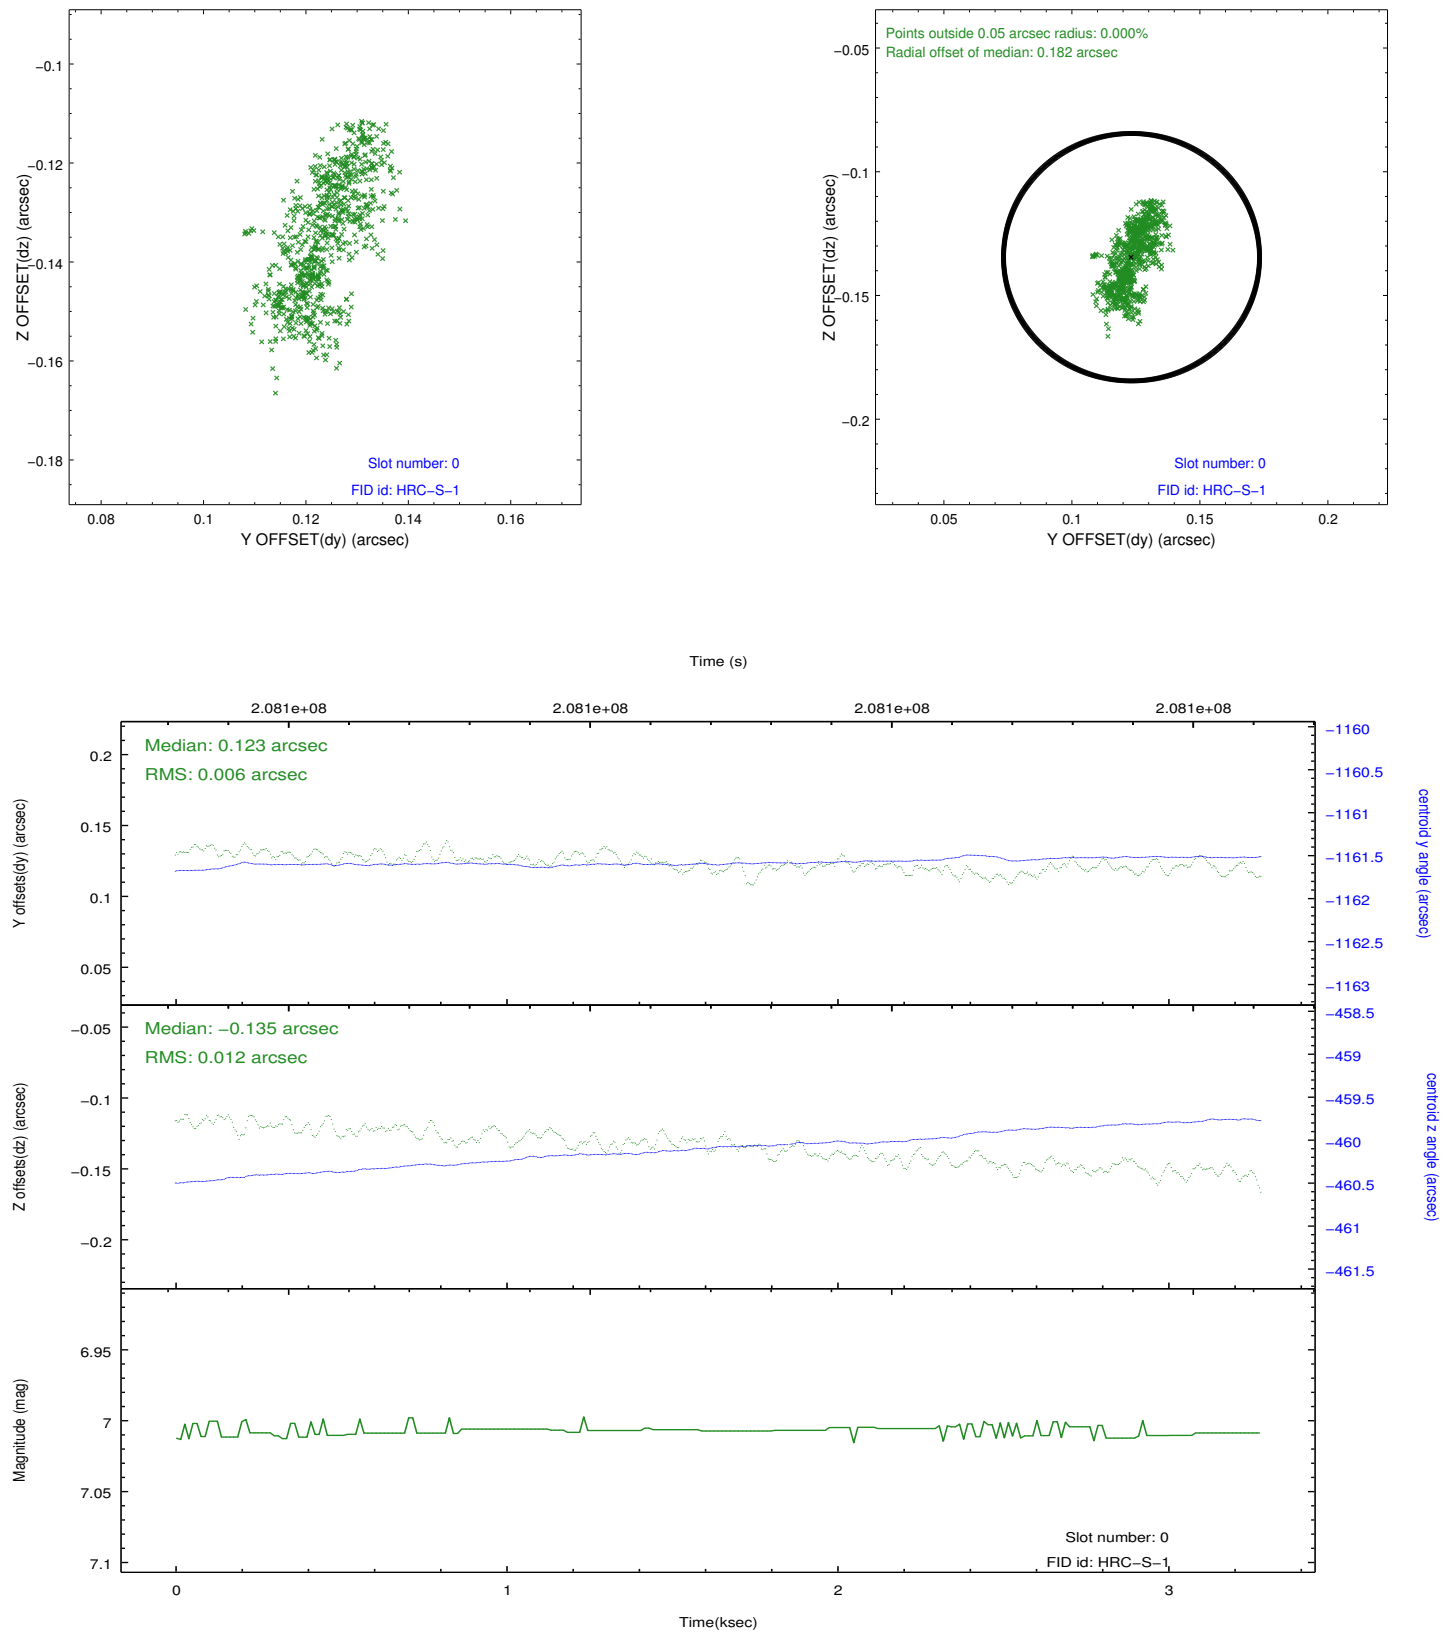 −0.1
−0.12
−0.14
−0.16
−0.18
Z OFFSET(dz) (arcsec)
Slot number: 0
FID id: HRC−S−1
0.08 0.1 0.12 0.14 0.16
Y OFFSET(dy) (arcsec)
Points outside 0.05 arcsec radius: 0.000%
Radial offset of median: 0.182 arcsec
−0.05
−0.1
−0.15
−0.2
Z OFFSET(dz) (arcsec)
Slot number: 0
FID id: HRC−S−1
0.05 0.1 0.15 0.2
Y OFFSET(dy) (arcsec)
Time (s)
2.081e+08 2.081e+08 2.081e+08 2.081e+08
Median: 0.123 arcsec
RMS: 0.006 arcsec
0.2
0.15
0.1
0.05
Y offsets(dy) (arcsec)
−1160
−1160.5
−1161
−1161.5
−1162
−1162.5
−1163
centroid y angle (arcsec)
Median: −0.135 arcsec
RMS: 0.012 arcsec
−0.05
−0.1
−0.15
−0.2
Z offsets(dz) (arcsec)
−458.5
−459
−459.5
−460
−460.5
−461
−461.5
centroid z angle (arcsec)
6.95
7
7.05
7.1
Magnitude (mag)
Slot number: 0
FID id: HRC−S−1
0 1 2 3
Time(ksec)